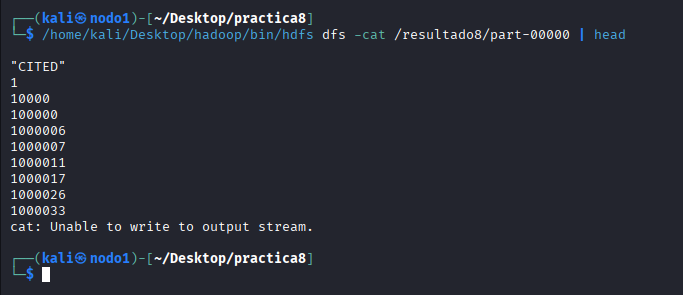 ┌──(kali㉿nodo1)-[~/Desktop/practica8]
└─$ /home/kali/Desktop/hadoop/bin/hdfs dfs -cat /resultado8/part-00000 | head
"CITED"
1
10000
100000
1000006
1000007
1000011
1000017
1000026
1000033
cat: Unable to write to output stream.
┌──(kali㉿nodo1)-[~/Desktop/practica8]
└─$